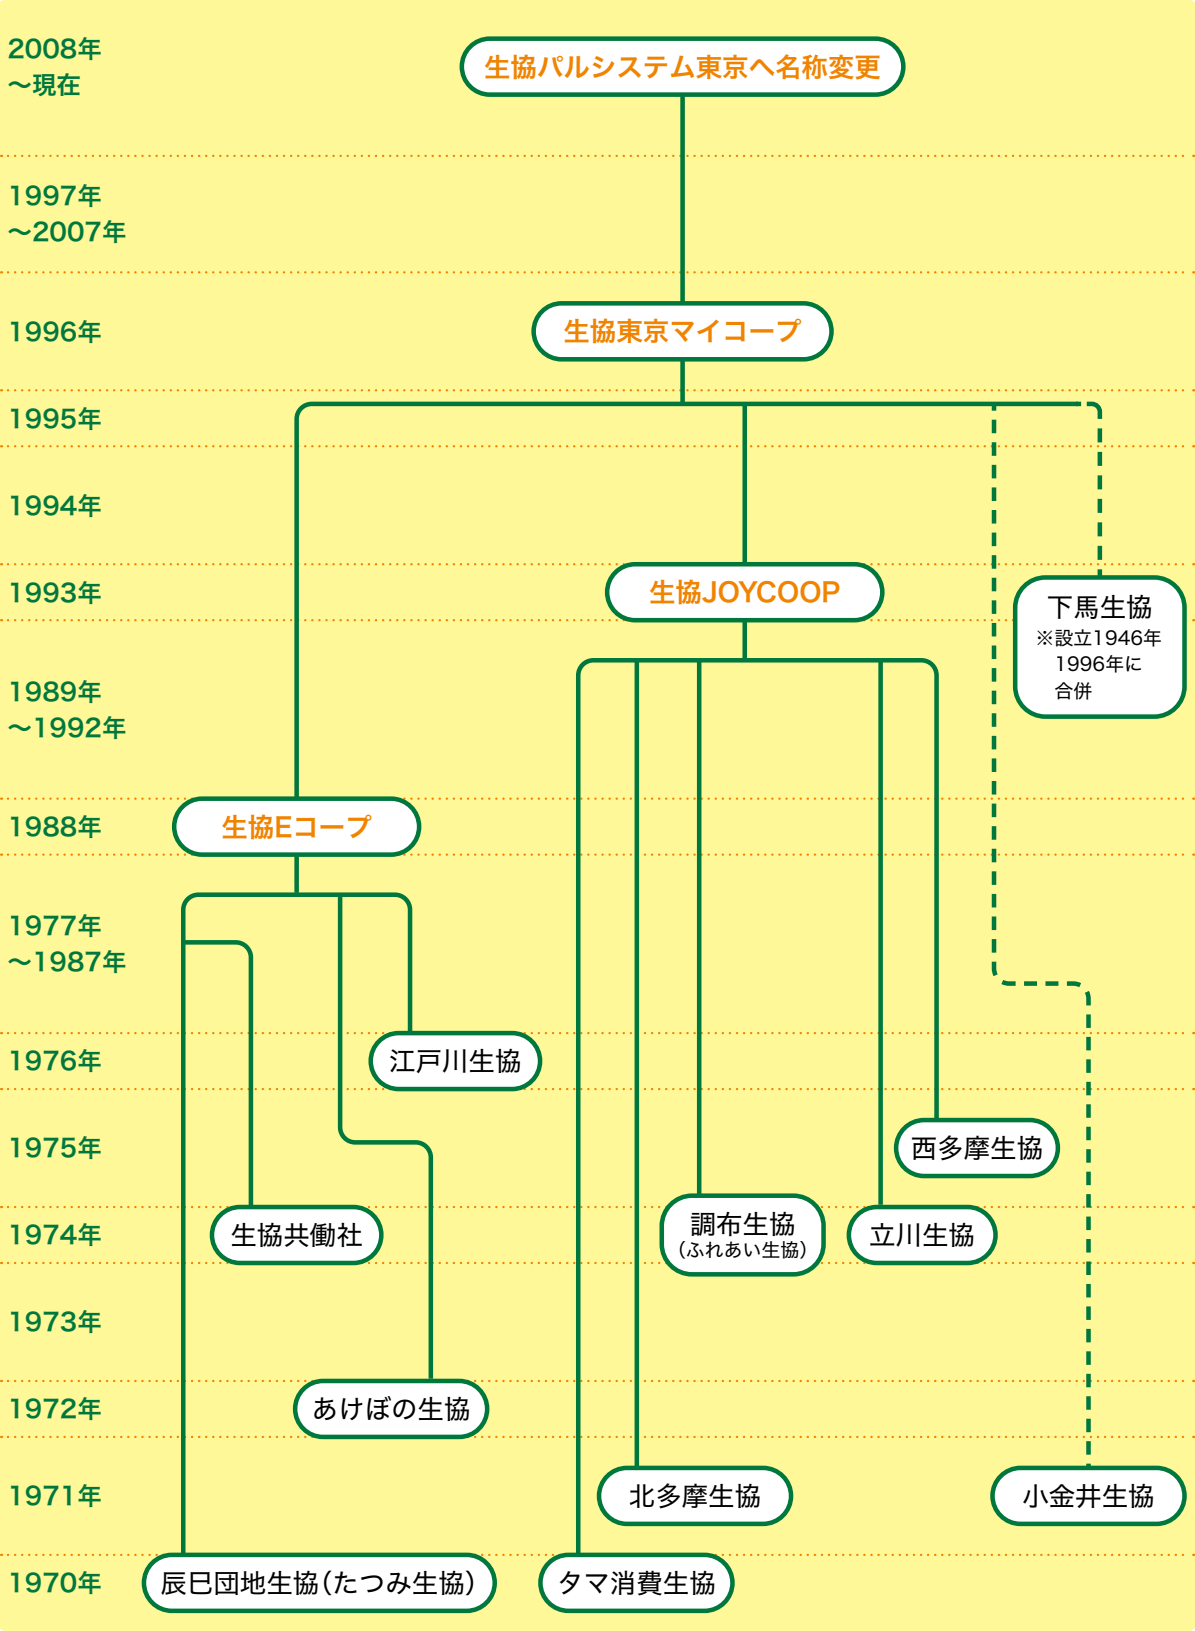 2008年
～現在
生協パルシステム東京へ名称変更
1997年
～2007年
1996年
生協東京マイコープ
1995年
1994年
1993年
生協JOYCOOP
下馬生協
※設立1946年
1996年に
合併
1989年
～1992年
1988年
生協Eコープ
1977年
～1987年
1976年
江戸川生協
1975年
西多摩生協
1974年
生協共働社
調布生協
（ふれあい生協）
立川生協
1973年
1972年
あけぼの生協
1971年
北多摩生協
小金井生協
1970年
辰巳団地生協（たつみ生協）
タマ消費生協